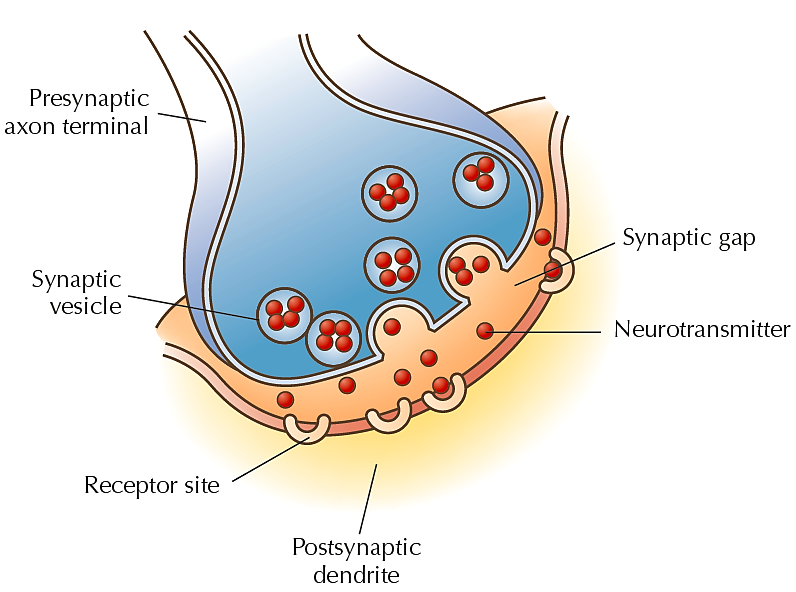 Presynaptic
axon terminal
Synaptic gap
Synaptic
vesicle
Neurotransmitter
Receptor site
Postsynaptic
dendrite